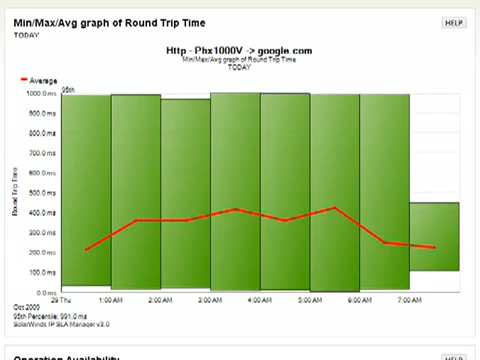 Min/Max/Avg graph of Round Trip Time
HELP
TODAY
Http - Phx1000V -> google.com
Min/Max/Avg graph of Round Trip Time
TODAY
Average
95th
1000.0 ms
900.0 ms
800.0 ms
700.0 ms
600.0 ms
500.0 ms
400.0 ms
300.0 ms
200.0 ms
100.0 ms
0.0 ms
Round Trip Time
29 Thu
1:00 AM
2:00 AM
3:00 AM
4:00 AM
5:00 AM
6:00 AM
7:00 AM
Oct 2009
95th Percentile: 991.0 ms
SolarWinds IP SLA Manager v3.0
Operation Availability
HELP